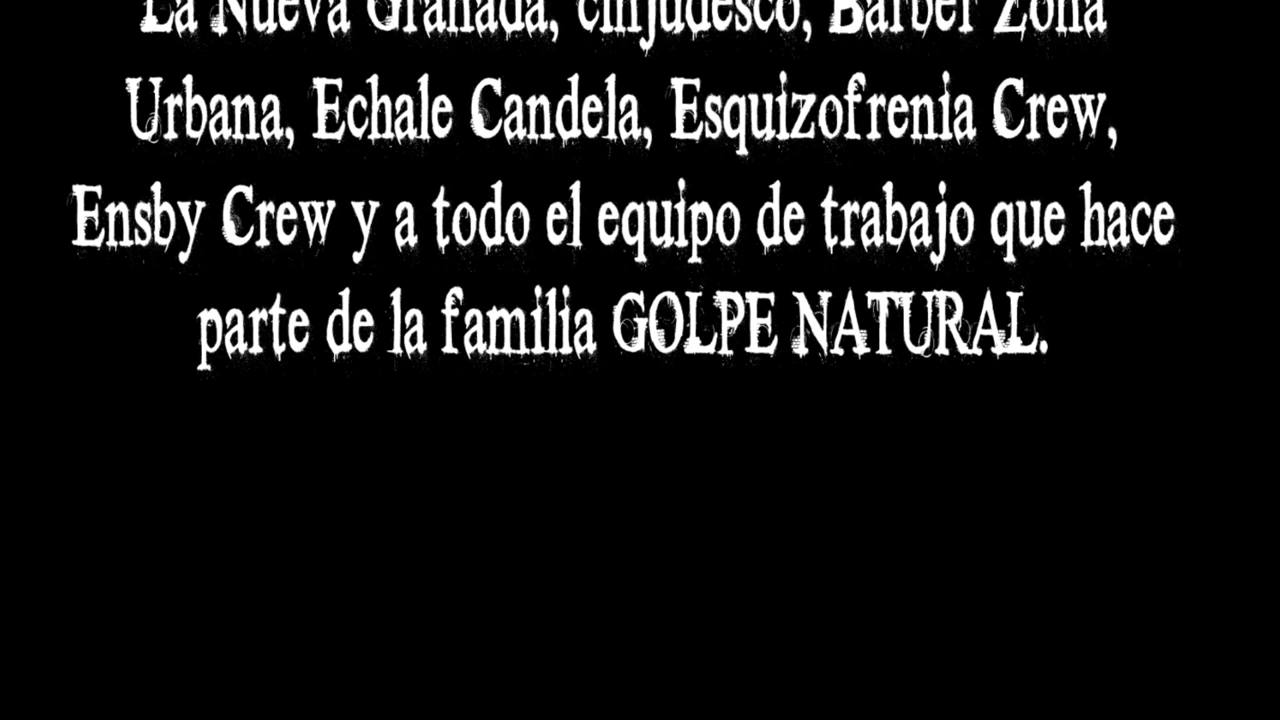 La Nueva Granada, cinjudesco, Barber Zona
Urbana, Echale Candela, Esquizofrenia Crew,
Ensby Crew y a todo el equipo de trabajo que hace
parte de la familia GOLPE NATURAL.